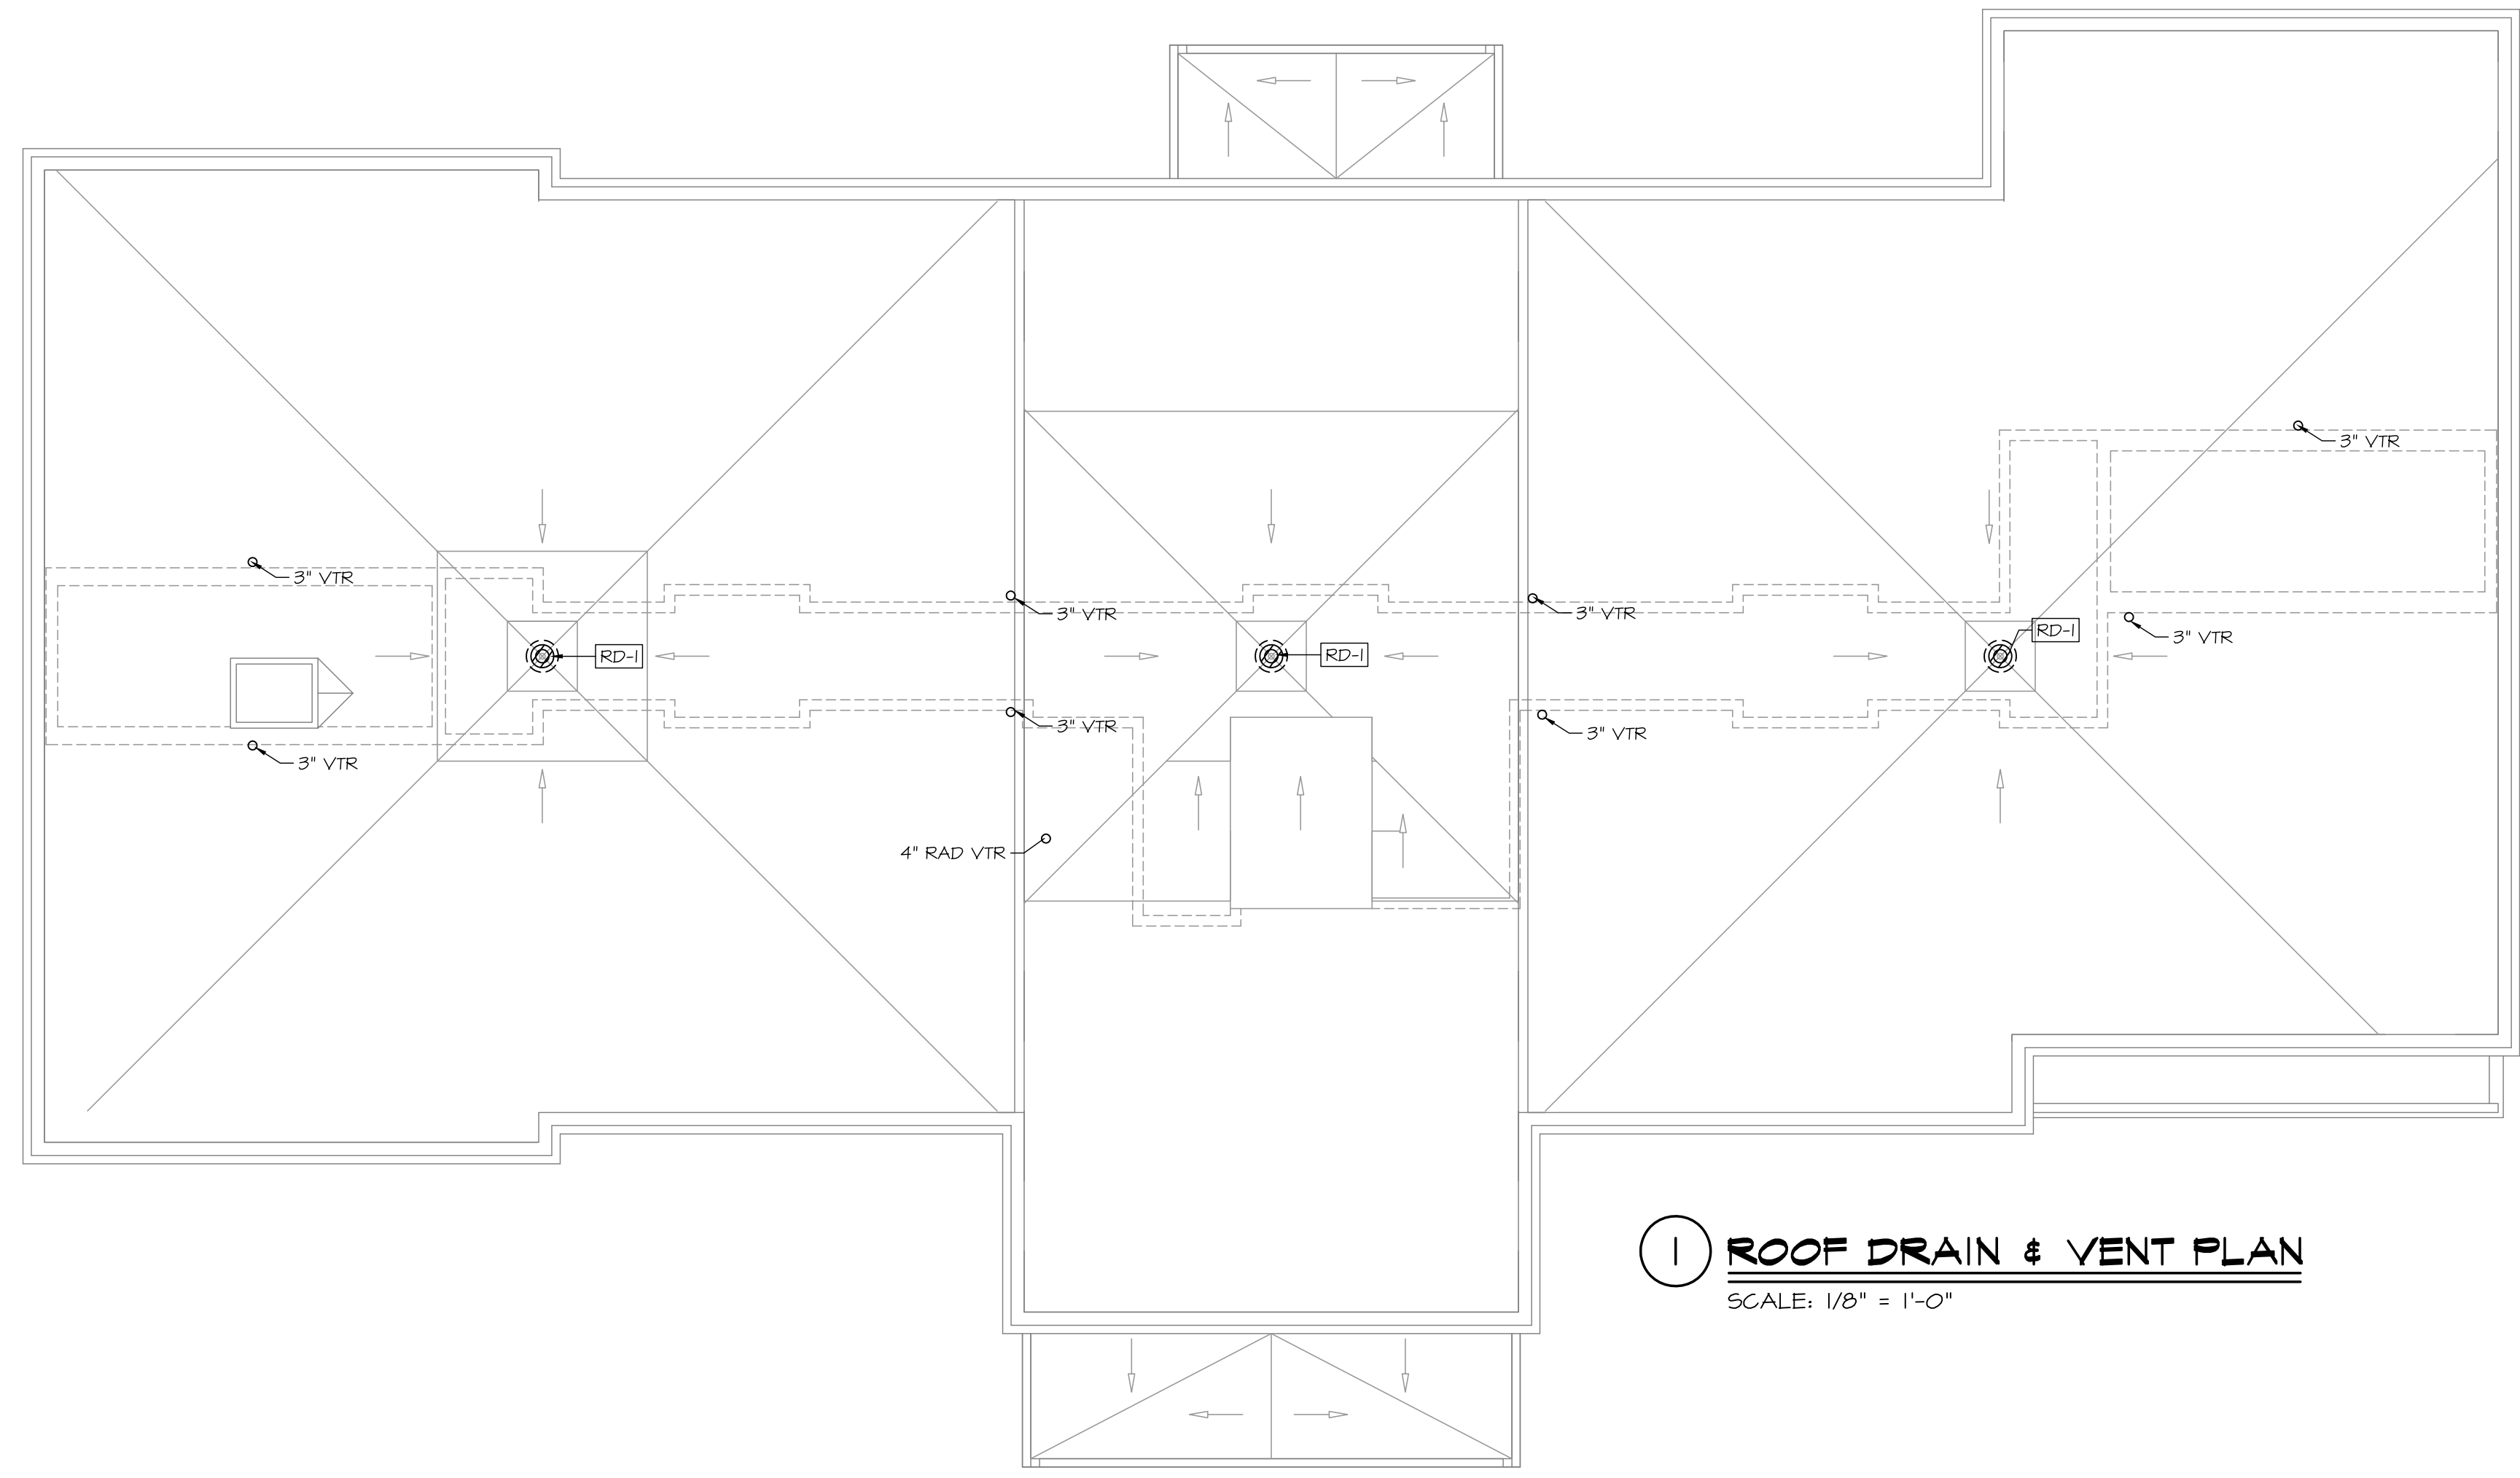 3" VTR
3" VTR
3" VTR
3" VTR
3" VTR
RD-1
RD-1
RD-1
3" VTR
3" VTR
3" VTR
3" VTR
4" RAD VTR
1
ROOF DRAIN & VENT PLAN
SCALE: 1/8" = 1'-0"